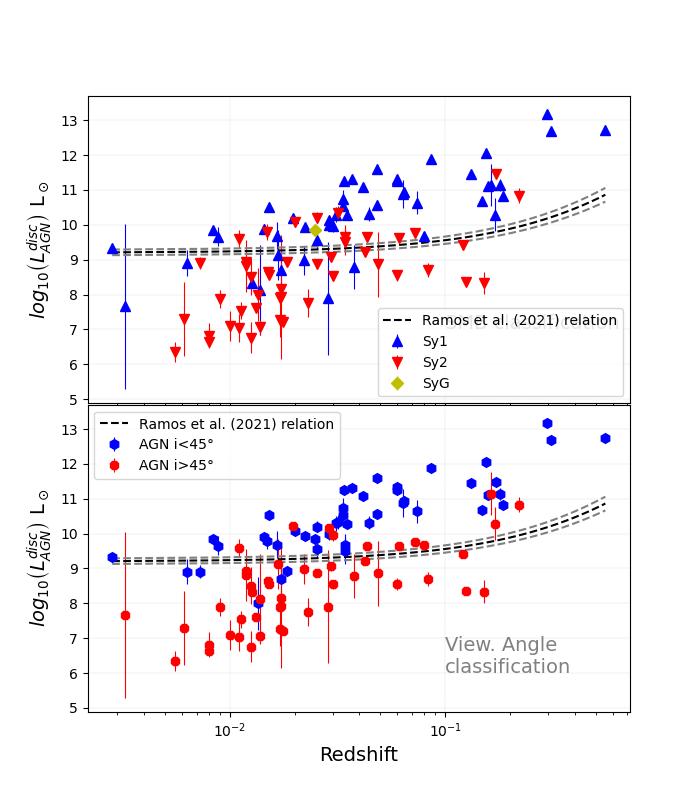 13
12
11
10
9
8
7
6
5
log₁₀(L_AGN^disc) L⊙
Ramos et al. (2021) relation
Sy1
Sy2
SyG
13
12
11
10
9
8
7
6
5
log₁₀(L_AGN^disc) L⊙
Ramos et al. (2021) relation
AGN i<45°
AGN i>45°
View. Angle
classification
10⁻²
10⁻¹
Redshift